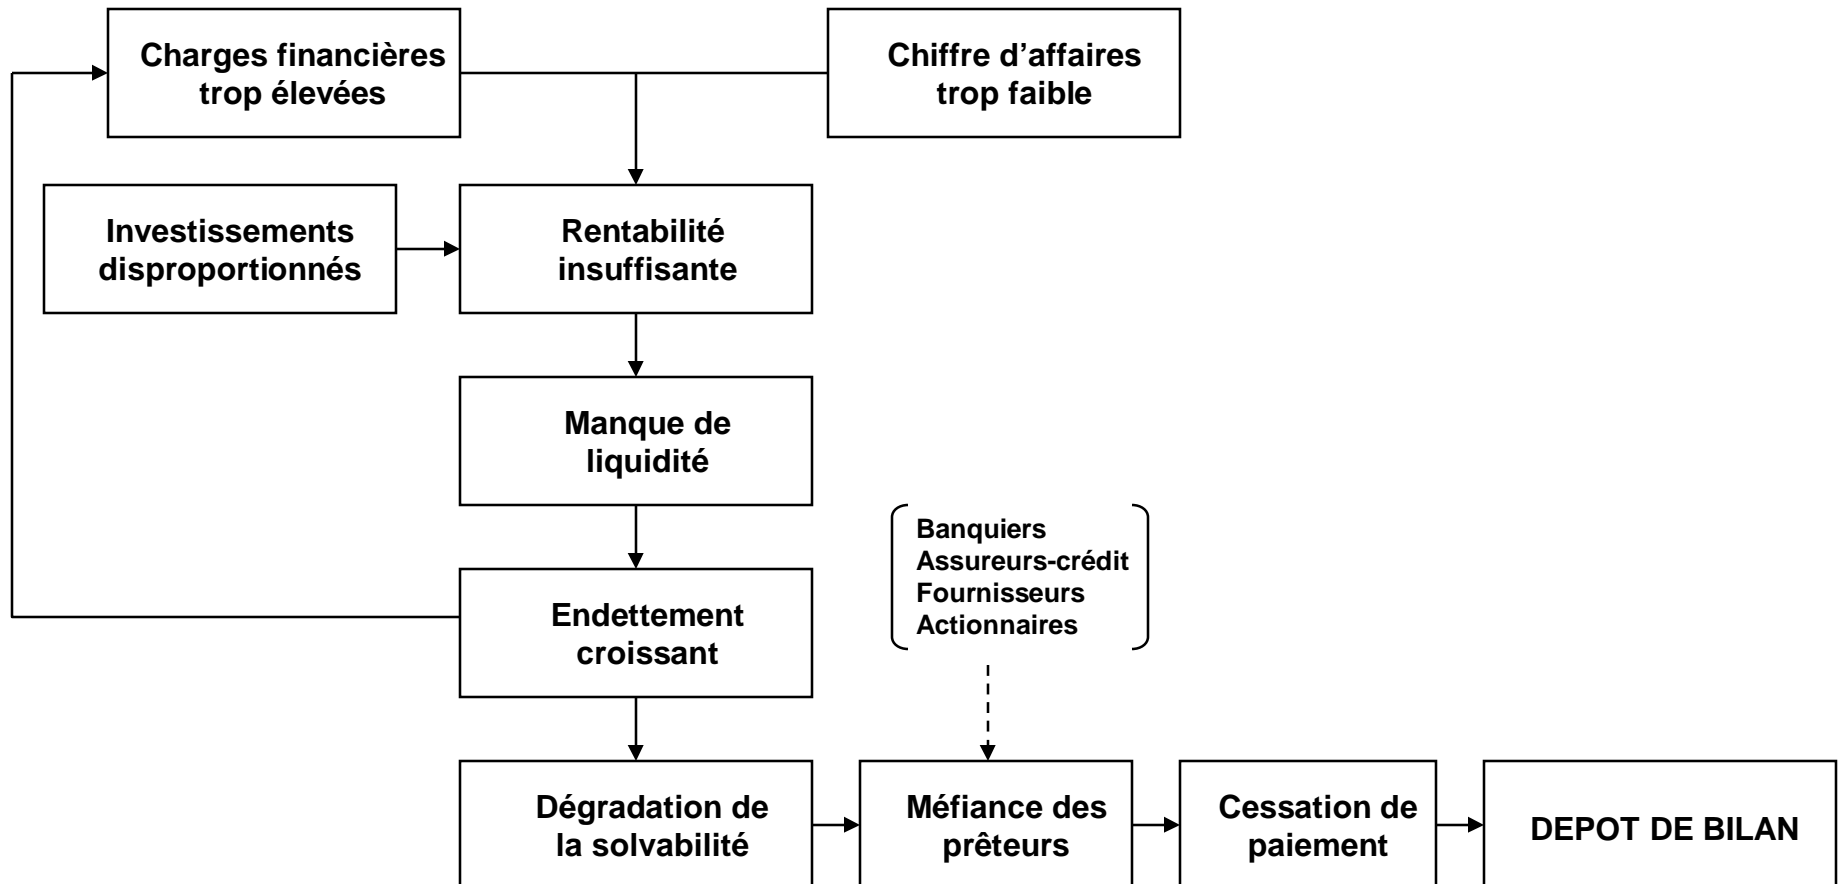 Charges financières
trop élevées
Chiffre d’affaires
trop faible
Investissements
disproportionnés
Rentabilité
insuffisante
Manque de
liquidité
Banquiers
Assureurs-crédit
Fournisseurs
Actionnaires
Endettement
croissant
Dégradation de
la solvabilité
Méfiance des
prêteurs
Cessation de
paiement
DEPOT DE BILAN